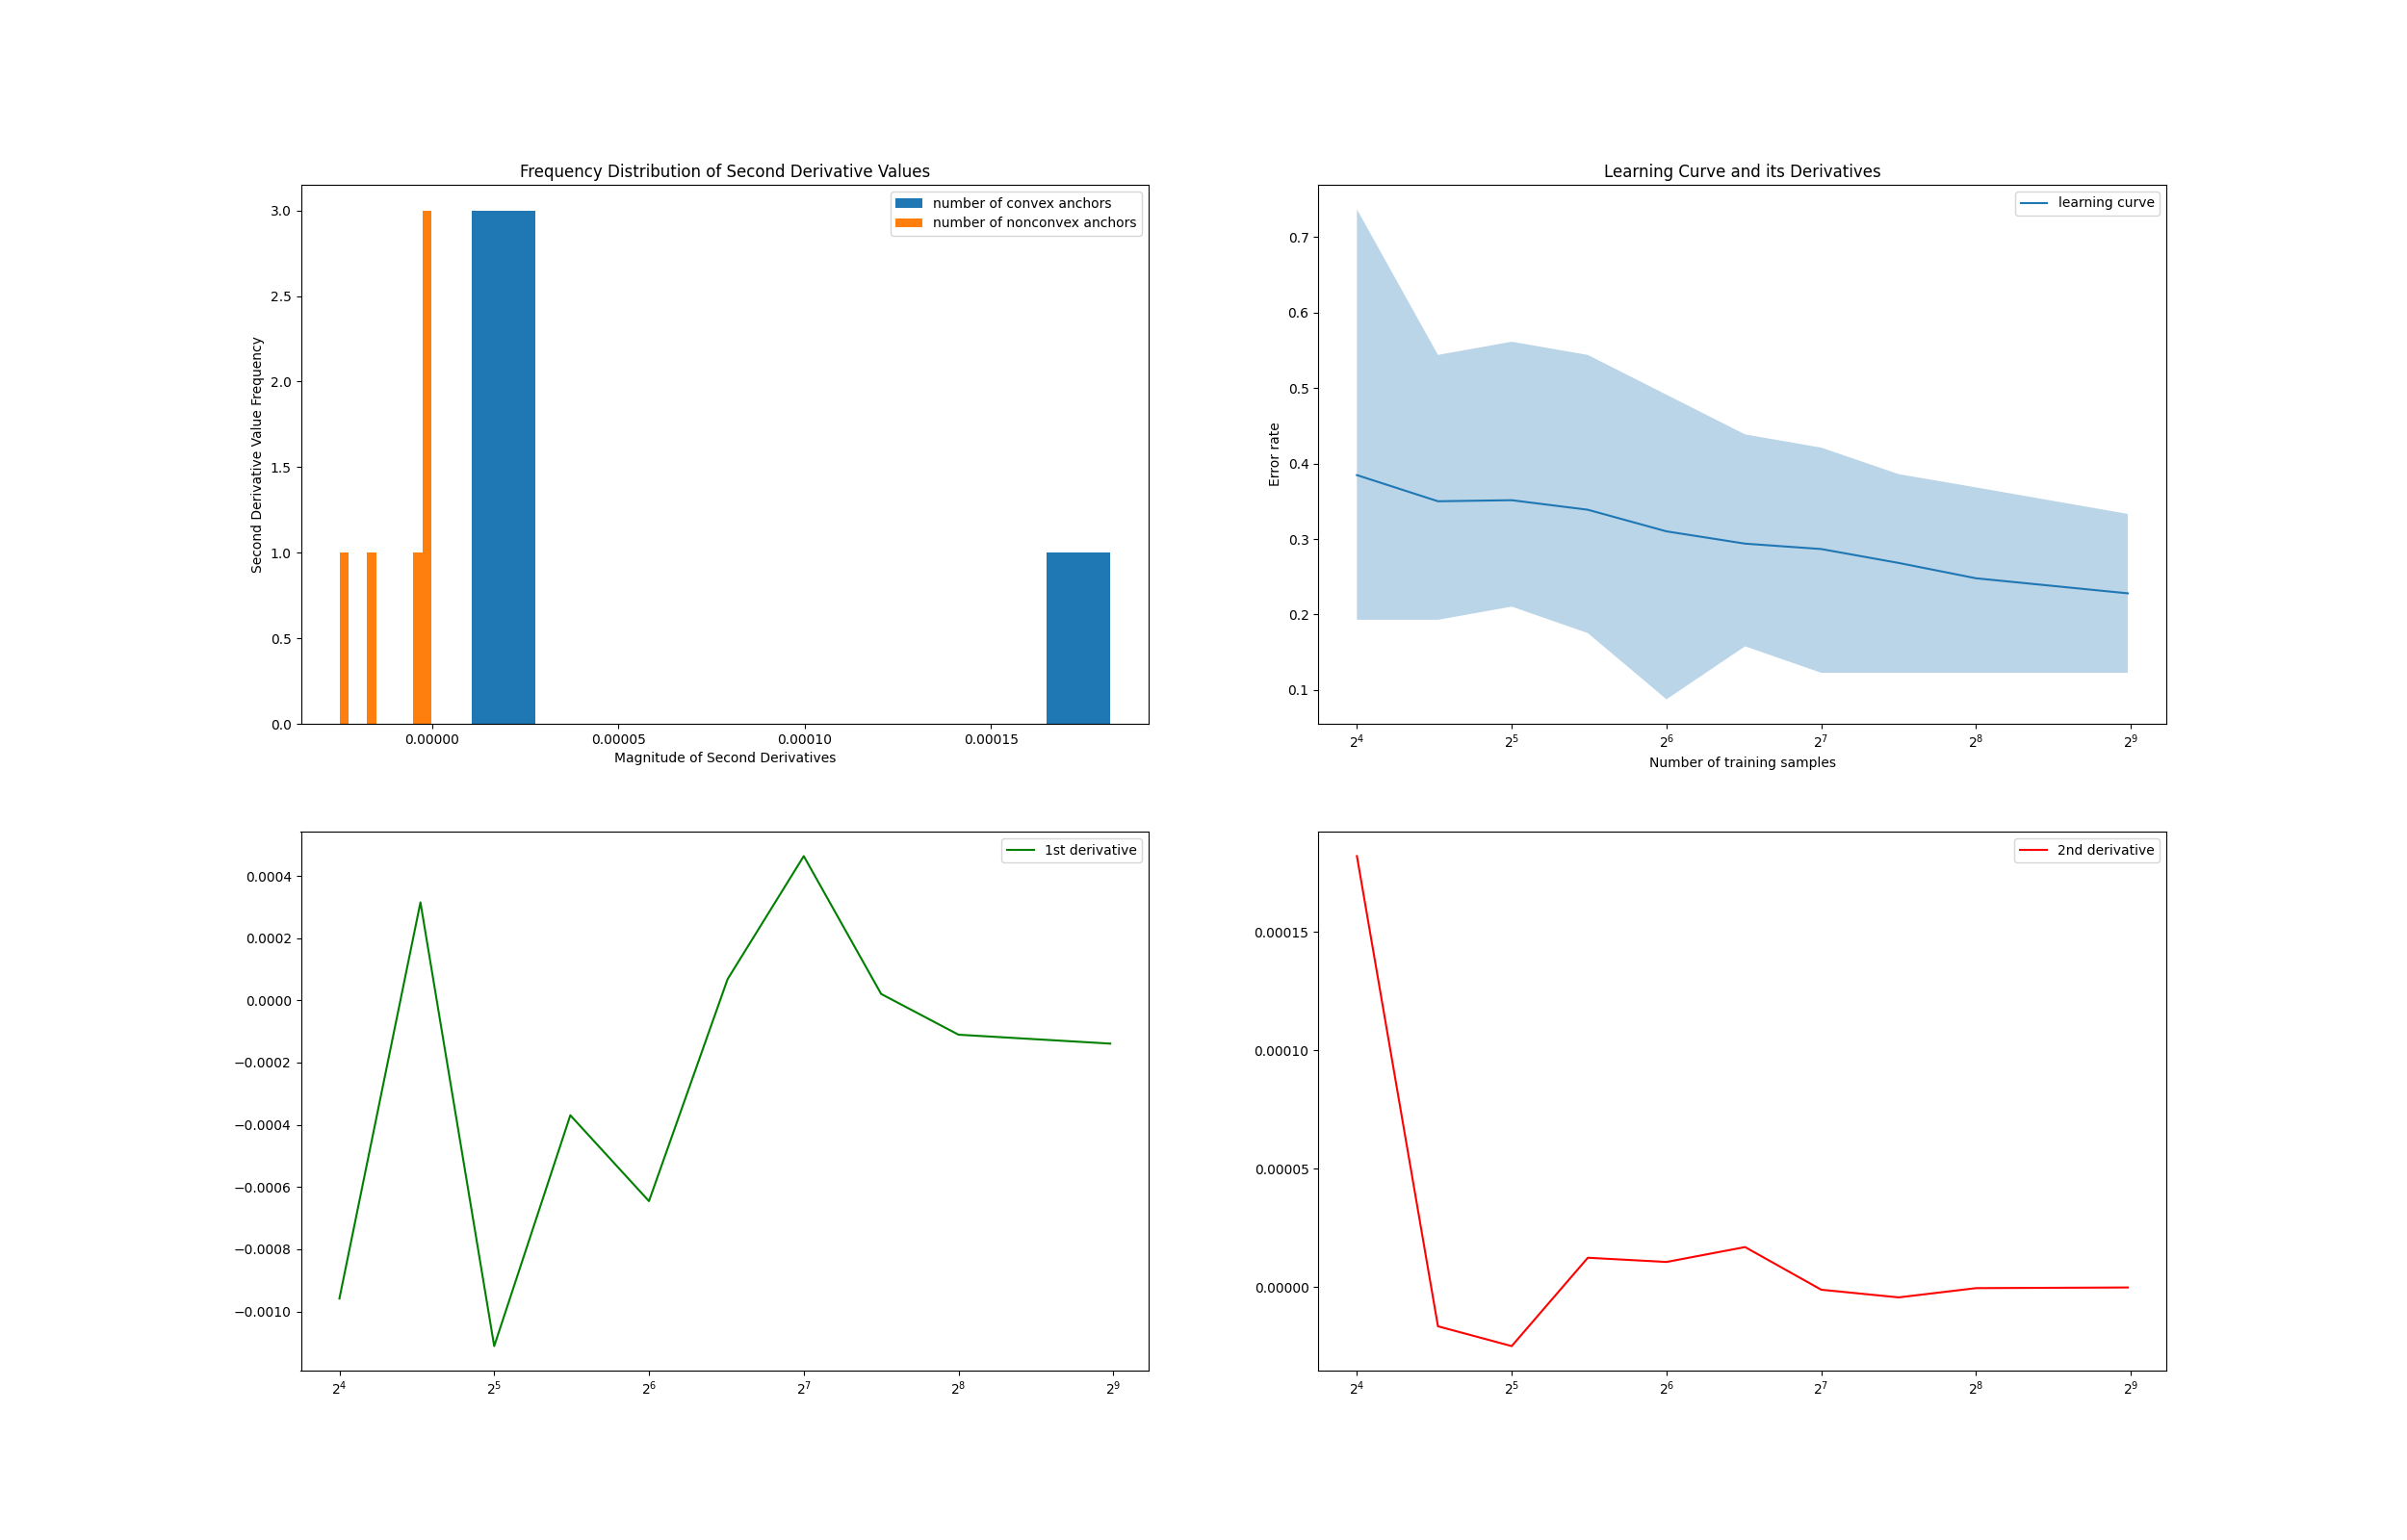 Frequency Distribution of Second Derivative Values
number of convex anchors
number of nonconvex anchors
3.0
2.5
2.0
1.5
1.0
0.5
0.0
Second Derivative Value Frequency
0.00000 0.00005 0.00010 0.00015
Magnitude of Second Derivatives
Learning Curve and its Derivatives
learning curve
0.7
0.6
0.5
0.4
0.3
0.2
0.1
Error rate
2⁴ 2⁵ 2⁶ 2⁷ 2⁸ 2⁹
Number of training samples
1st derivative
0.0004
0.0002
0.0000
−0.0002
−0.0004
−0.0006
−0.0008
−0.0010
2⁴ 2⁵ 2⁶ 2⁷ 2⁸ 2⁹
2nd derivative
0.00015
0.00010
0.00005
0.00000
2⁴ 2⁵ 2⁶ 2⁷ 2⁸ 2⁹